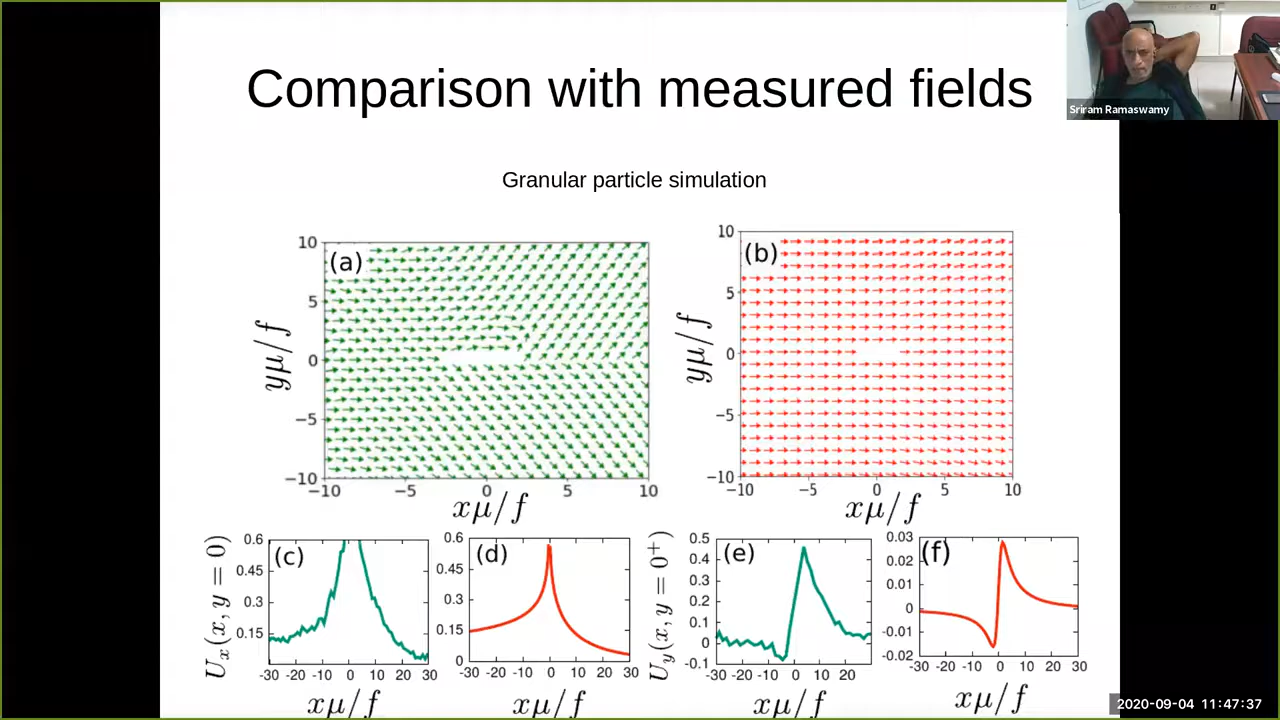 Comparison with measured fields
Sriram Ramaswamy
Granular particle simulation
(a)
10
5
0
−5
−10
yμ/f
−10 −5 0 5 10
xμ/f
(b)
10
5
0
−5
−10
yμ/f
−10 −5 0 5 10
xμ/f
(c)
0.6
0.45
0.3
0.15
U_x(x, y = 0)
-30 -20 -10 0 10 20 30
xμ/f
(d)
0.6
0.45
0.3
0.15
0
-30 -20 -10 0 10 20 30
xμ/f
(e)
0.5
0.4
0.3
0.2
0.1
0
-0.1
U_y(x, y = 0⁺)
-30 -20 -10 0 10 20
xμ/f
(f)
0.03
0.02
0.01
0
-0.01
-0.02
-30 -20 -10 0 10 20 30
xμ/f
2020-09-04 11:47:37